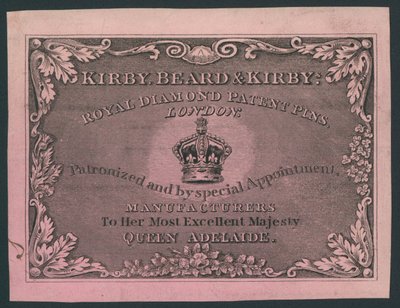 KIRBY, BEARD & KIRBY'S
ROYAL DIAMOND PATENT PINS,
LONDON.
Patronized and by special Appointment,
MANUFACTURERS
To Her Most Excellent Majesty
QUEEN ADELAIDE.